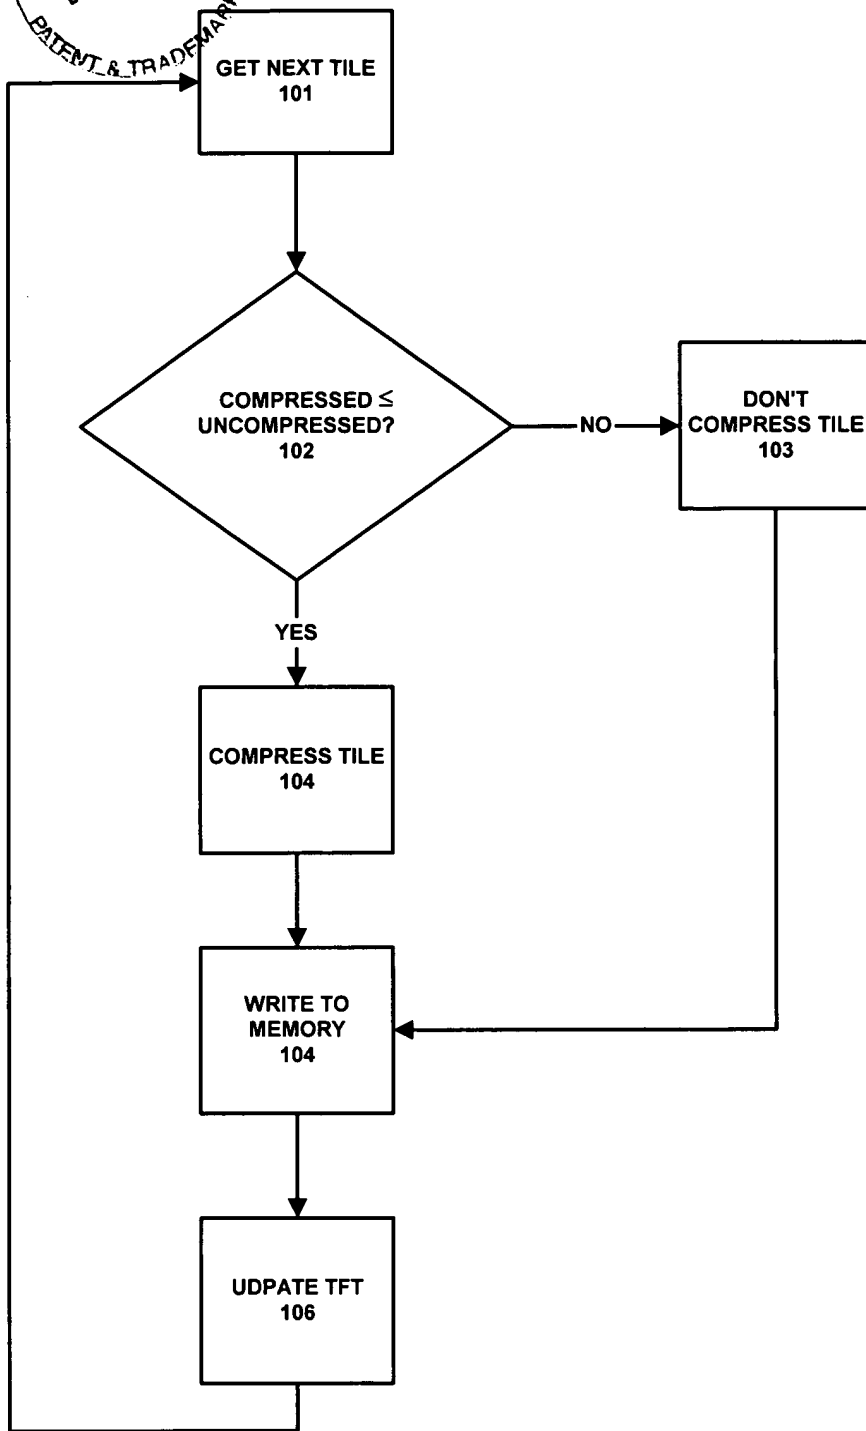 PATENT & TRADEMARK
GET NEXT TILE
101
COMPRESSED ≤
UNCOMPRESSED?
102
NO
DON'T
COMPRESS TILE
103
YES
COMPRESS TILE
104
WRITE TO
MEMORY
104
UDPATE TFT
106